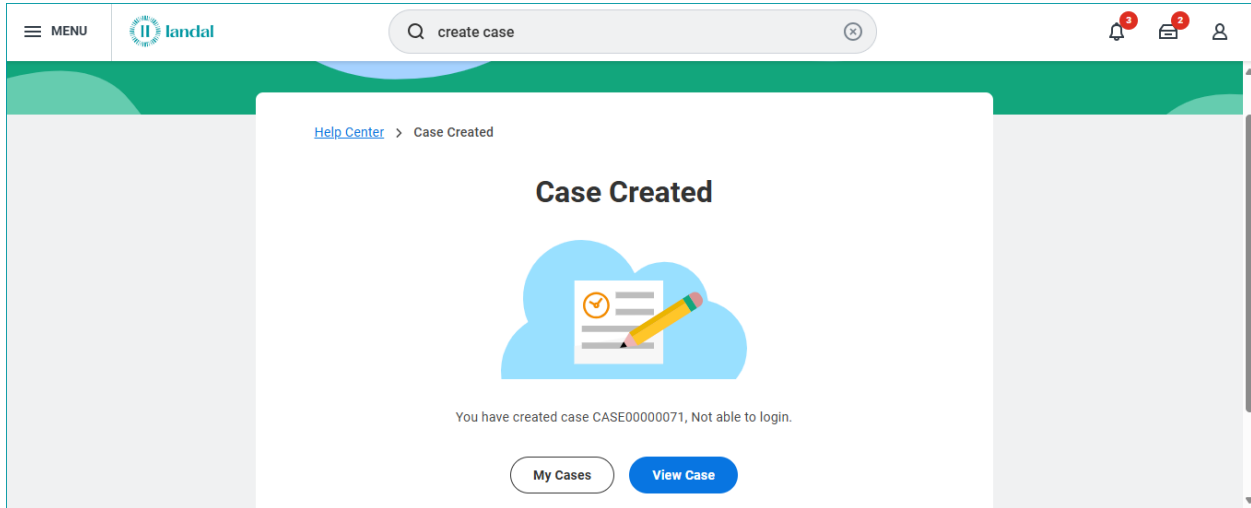 MENU
landal
create case
3
2
Help Center > Case Created
Case Created
You have created case CASE00000071, Not able to login.
My Cases
View Case